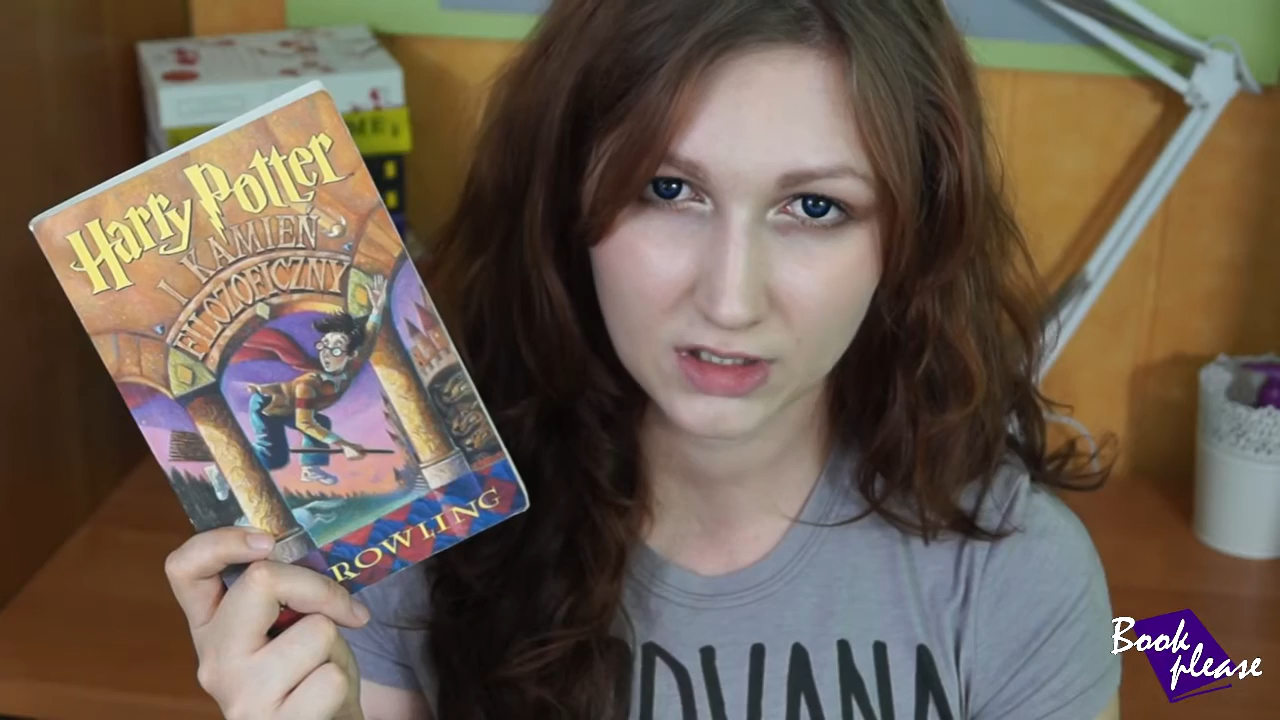 Harry Potter
I KAMIEŃ
FILOZOFICZNY
ROWLING
Book
please